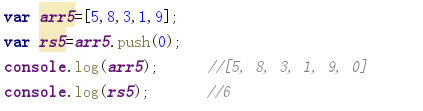 var arr5=[5,8,3,1,9];
var rs5=arr5.push(0);
console.log(arr5);       //[5, 8, 3, 1, 9, 0]
console.log(rs5);       //6